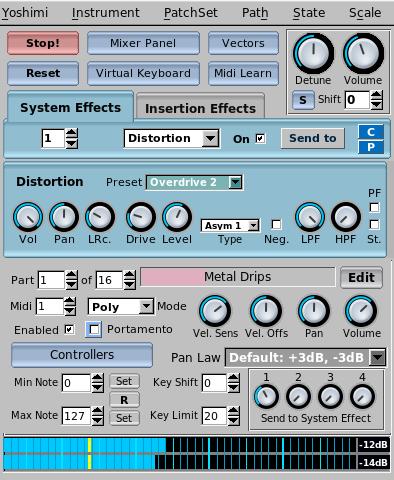 Yoshimi Instrument PatchSet Path State Scale
Stop! Mixer Panel Vectors
Reset Virtual Keyboard Midi Learn
Detune Volume
S Shift 0
System Effects Insertion Effects
1 Distortion On Send to C
P
Distortion Preset Overdrive 2
PF
Vol Pan LRc. Drive Level Asym 1 Type Neg. LPF HPF St.
Part 1 of 16 Metal Drips Edit
Midi 1 Poly Mode
Enabled Portamento Vel. Sens Vel. Offs Pan Volume
Controllers Pan Law Default: +3dB, -3dB
Min Note 0 Set Key Shift 0 1 2 3 4
R
Max Note 127 Set Key Limit 20 Send to System Effect
-12dB
-14dB